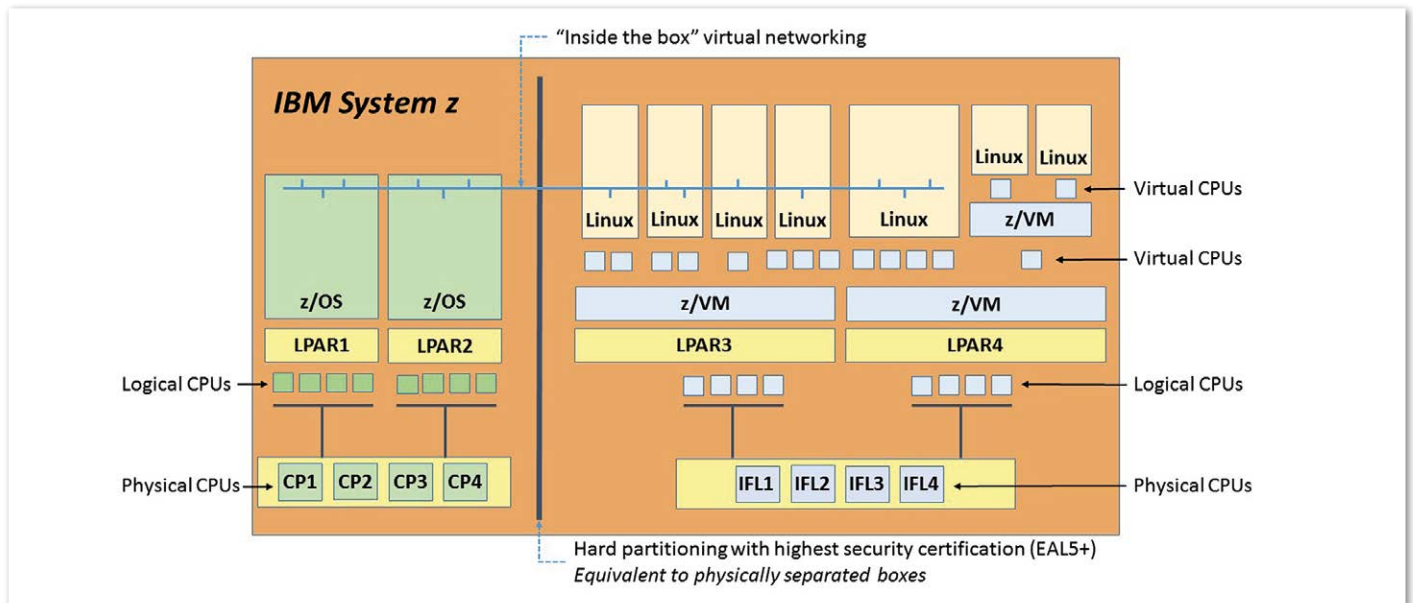 “Inside the box” virtual networking
IBM System z
Linux Linux
Virtual CPUs
z/VM
Linux Linux Linux Linux Linux
Virtual CPUs
z/OS z/OS z/VM z/VM
LPAR1 LPAR2 LPAR3 LPAR4
Logical CPUs Logical CPUs
Physical CPUs CP1 CP2 CP3 CP4 IFL1 IFL2 IFL3 IFL4 Physical CPUs
Hard partitioning with highest security certification (EAL5+)
Equivalent to physically separated boxes